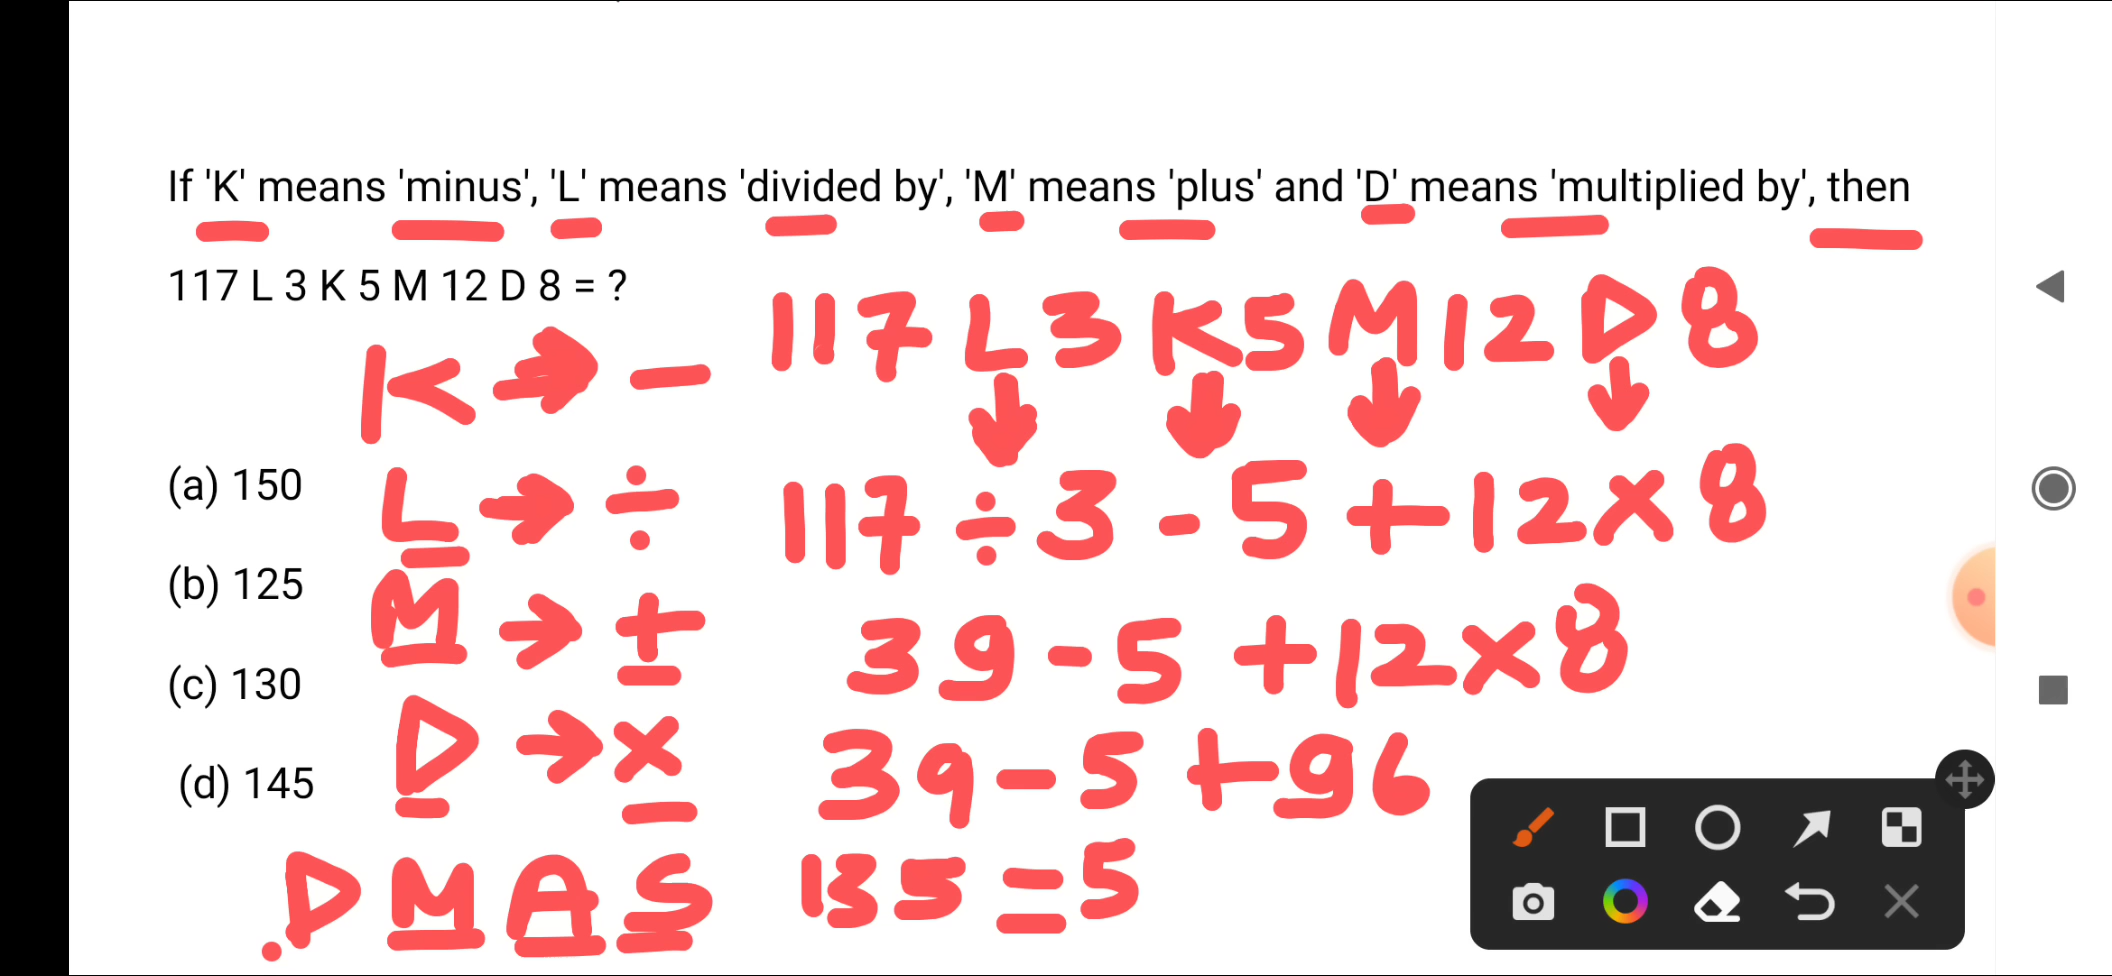 If 'K' means 'minus', 'L' means 'divided by', 'M' means 'plus' and 'D' means 'multiplied by', then
117 L 3 K 5 M 12 D 8 = ?
117 L 3 K 5 M 12 D 8
K → −
(a) 150
L → ÷
117 ÷ 3 - 5 + 12 × 8
(b) 125
M → +
39 - 5 + 12 × 8
(c) 130
D → ×
39 - 5 + 96
(d) 145
DMAS
135 = 5